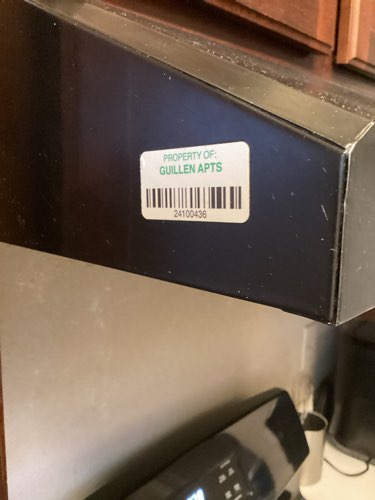 PROPERTY OF:
GUILLEN APTS
24100436